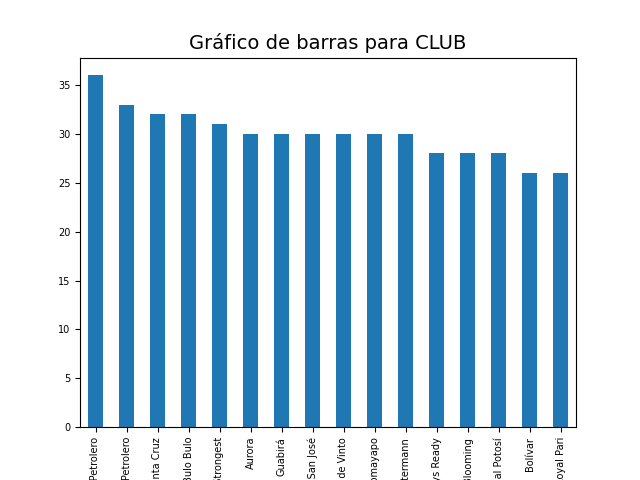 Gráfico de barras para CLUB
35
30
25
20
15
10
5
0
Petrolero
Petrolero
nta Cruz
Bulo Bulo
trongest
Aurora
Guabirá
San José
de Vinto
omayapo
termann
ys Ready
Blooming
al Potosí
Bolívar
oyal Pari